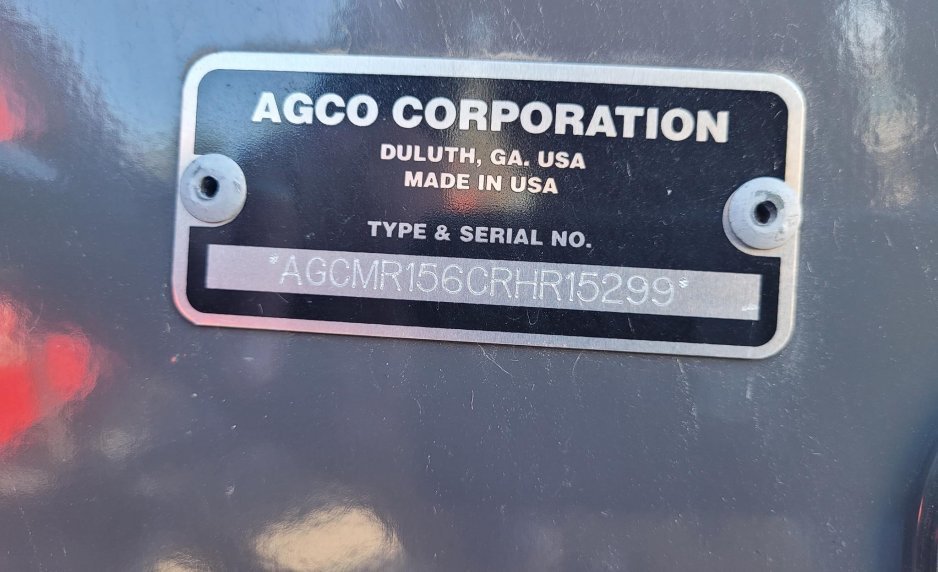 AGCO CORPORATION
DULUTH, GA. USA
MADE IN USA
TYPE & SERIAL NO.
*AGCMR156CRHR15299*